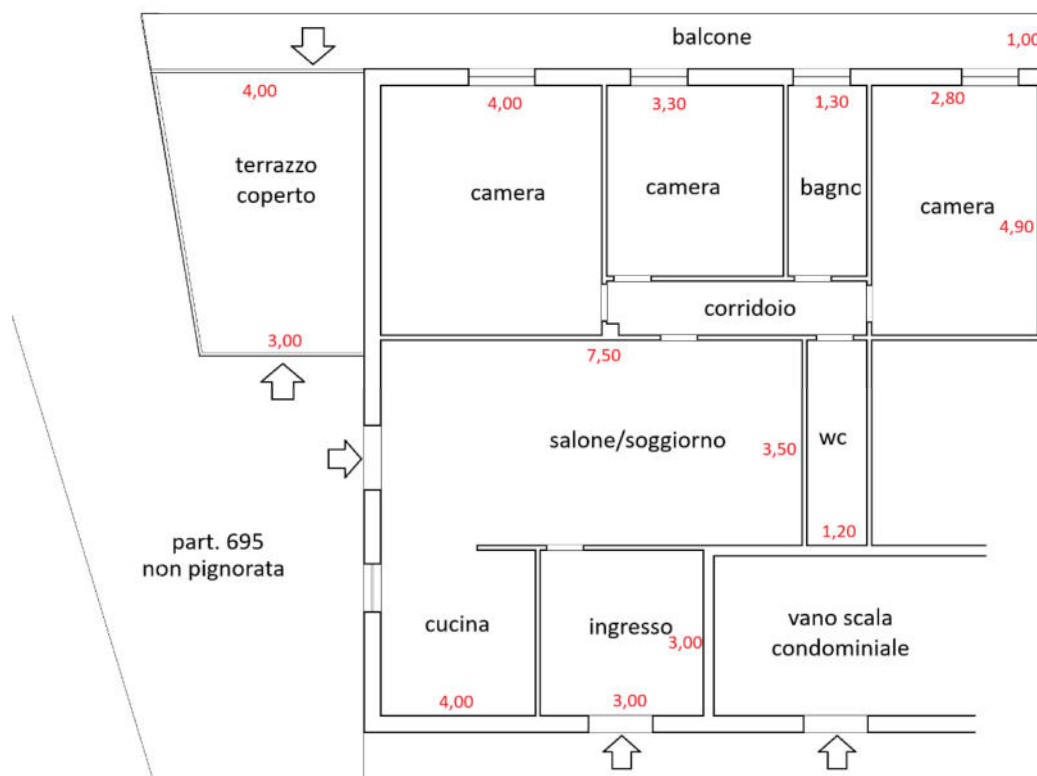 balcone
1,00
4,00
4,00
3,30
1,30
2,80
terrazzo
coperto
camera
camera
bagno
camera
4,90
corridoio
3,00
7,50
salone/soggiorno
3,50
wc
1,20
part. 695
non pignorata
cucina
ingresso
3,00
vano scala
condominiale
4,00
3,00